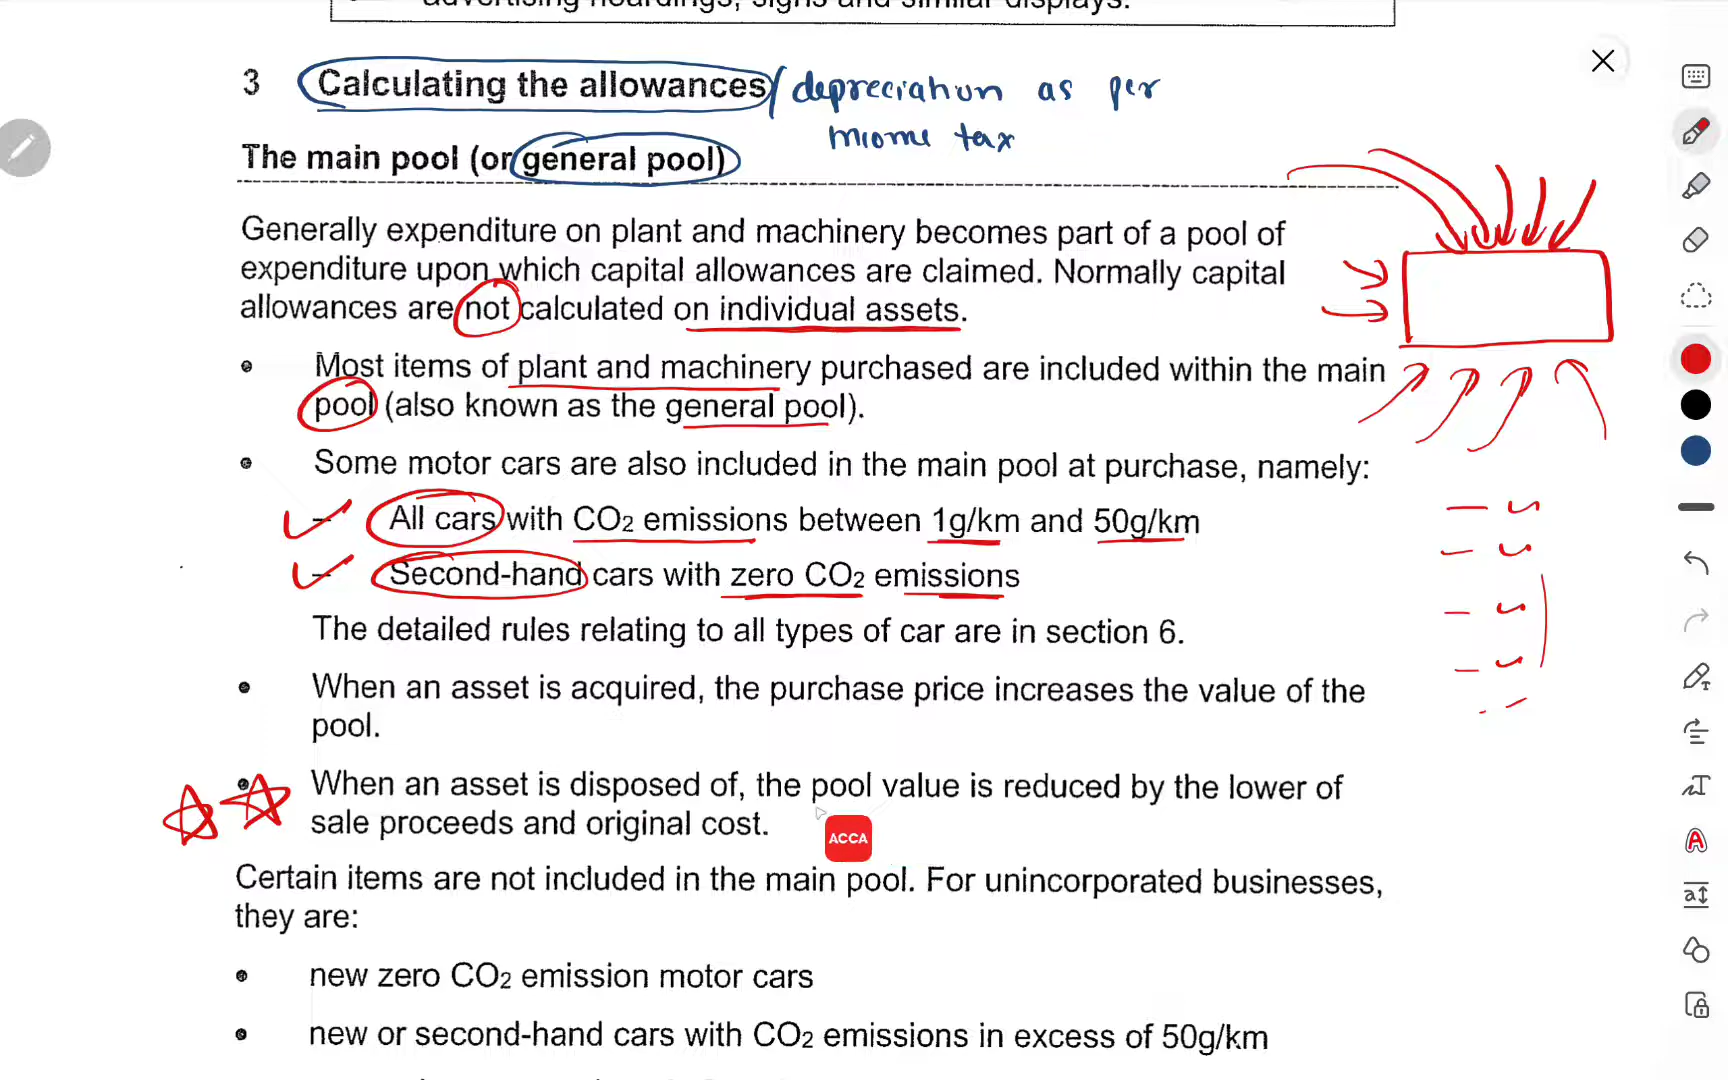 advertising hoardings, signs and similar displays.
3 Calculating the allowances / depreciation as per
income tax
The main pool (or general pool)
Generally expenditure on plant and machinery becomes part of a pool of
expenditure upon which capital allowances are claimed. Normally capital
allowances are not calculated on individual assets.
• Most items of plant and machinery purchased are included within the main
pool (also known as the general pool).
• Some motor cars are also included in the main pool at purchase, namely:
– All cars with CO2 emissions between 1g/km and 50g/km
– Second-hand cars with zero CO2 emissions
The detailed rules relating to all types of car are in section 6.
• When an asset is acquired, the purchase price increases the value of the
pool.
• When an asset is disposed of, the pool value is reduced by the lower of
sale proceeds and original cost.
ACCA
Certain items are not included in the main pool. For unincorporated businesses,
they are:
• new zero CO2 emission motor cars
• new or second-hand cars with CO2 emissions in excess of 50g/km